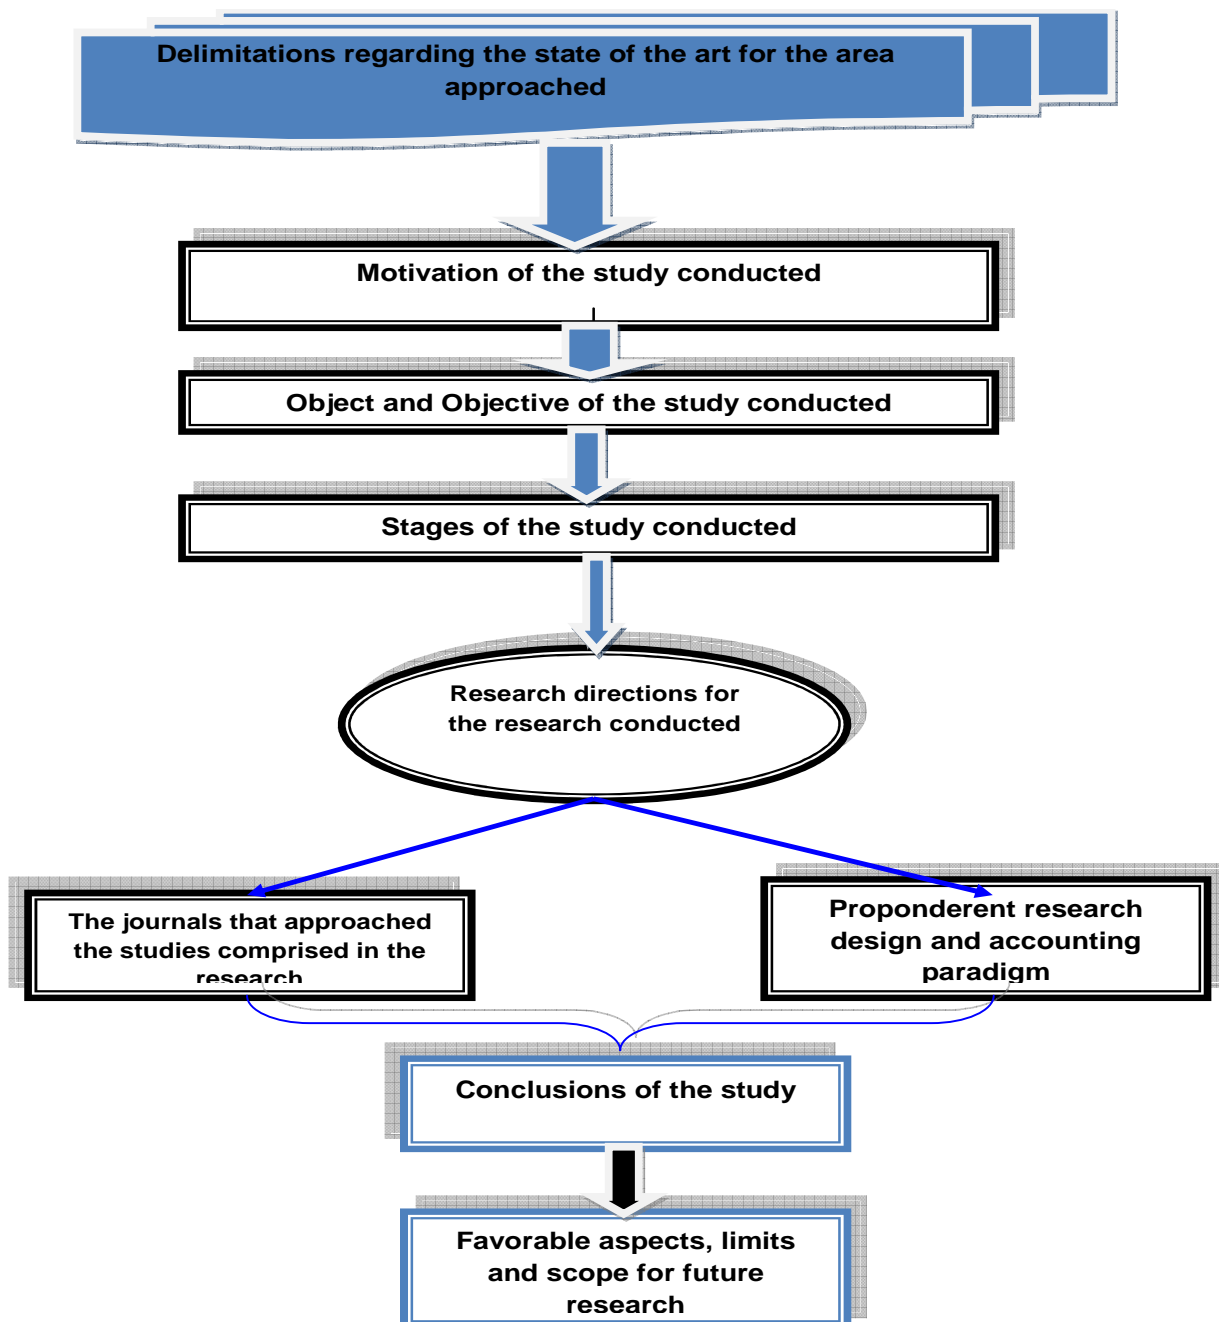 Delimitations regarding the state of the art for the area
approached
Motivation of the study conducted
Object and Objective of the study conducted
Stages of the study conducted
Research directions for
the research conducted
The journals that approached
the studies comprised in the
research
Proponderent research
design and accounting
paradigm
Conclusions of the study
Favorable aspects, limits
and scope for future
research